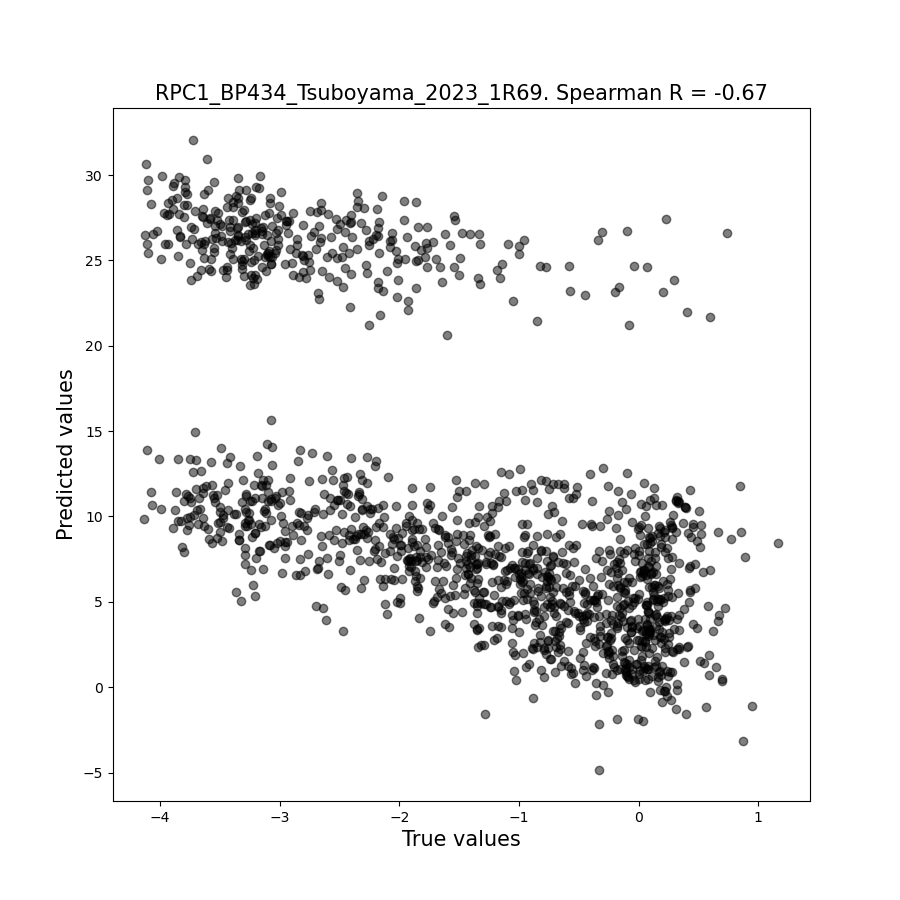 RPC1_BP434_Tsuboyama_2023_1R69. Spearman R = -0.67
30
25
20
15
10
5
0
−5
Predicted values
−4 −3 −2 −1 0 1
True values